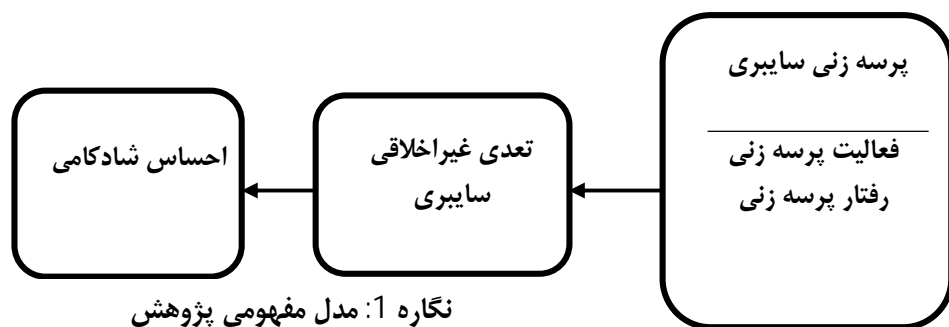 پرسه زنی سایبری
فعالیت پرسه زنی
رفتار پرسه زنی
تعدی غیراخلاقی
سایبری
احساس شادکامی
نگاره 1: مدل مفهومی پژوهش